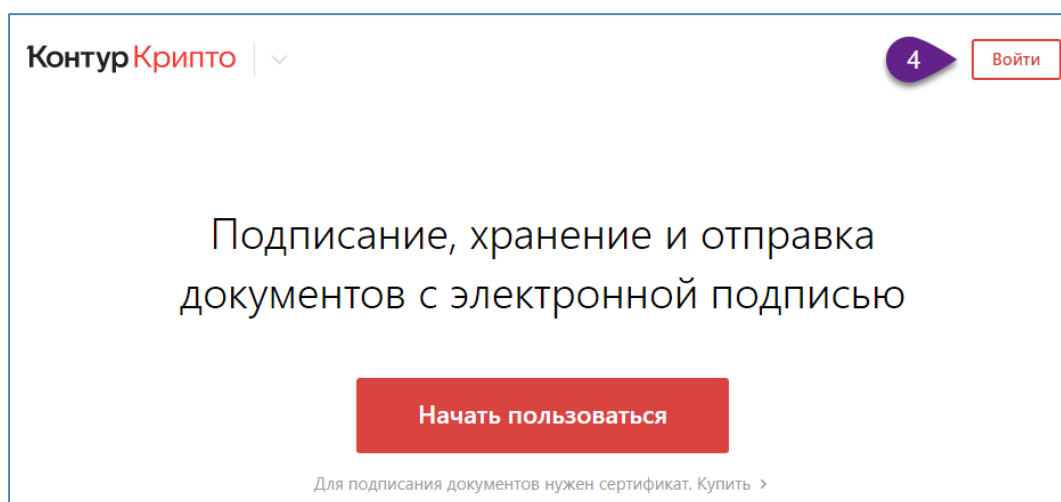 КонтурКрипто
4
Войти
Подписание, хранение и отправка
документов с электронной подписью
Начать пользоваться
Для подписания документов нужен сертификат. Купить >